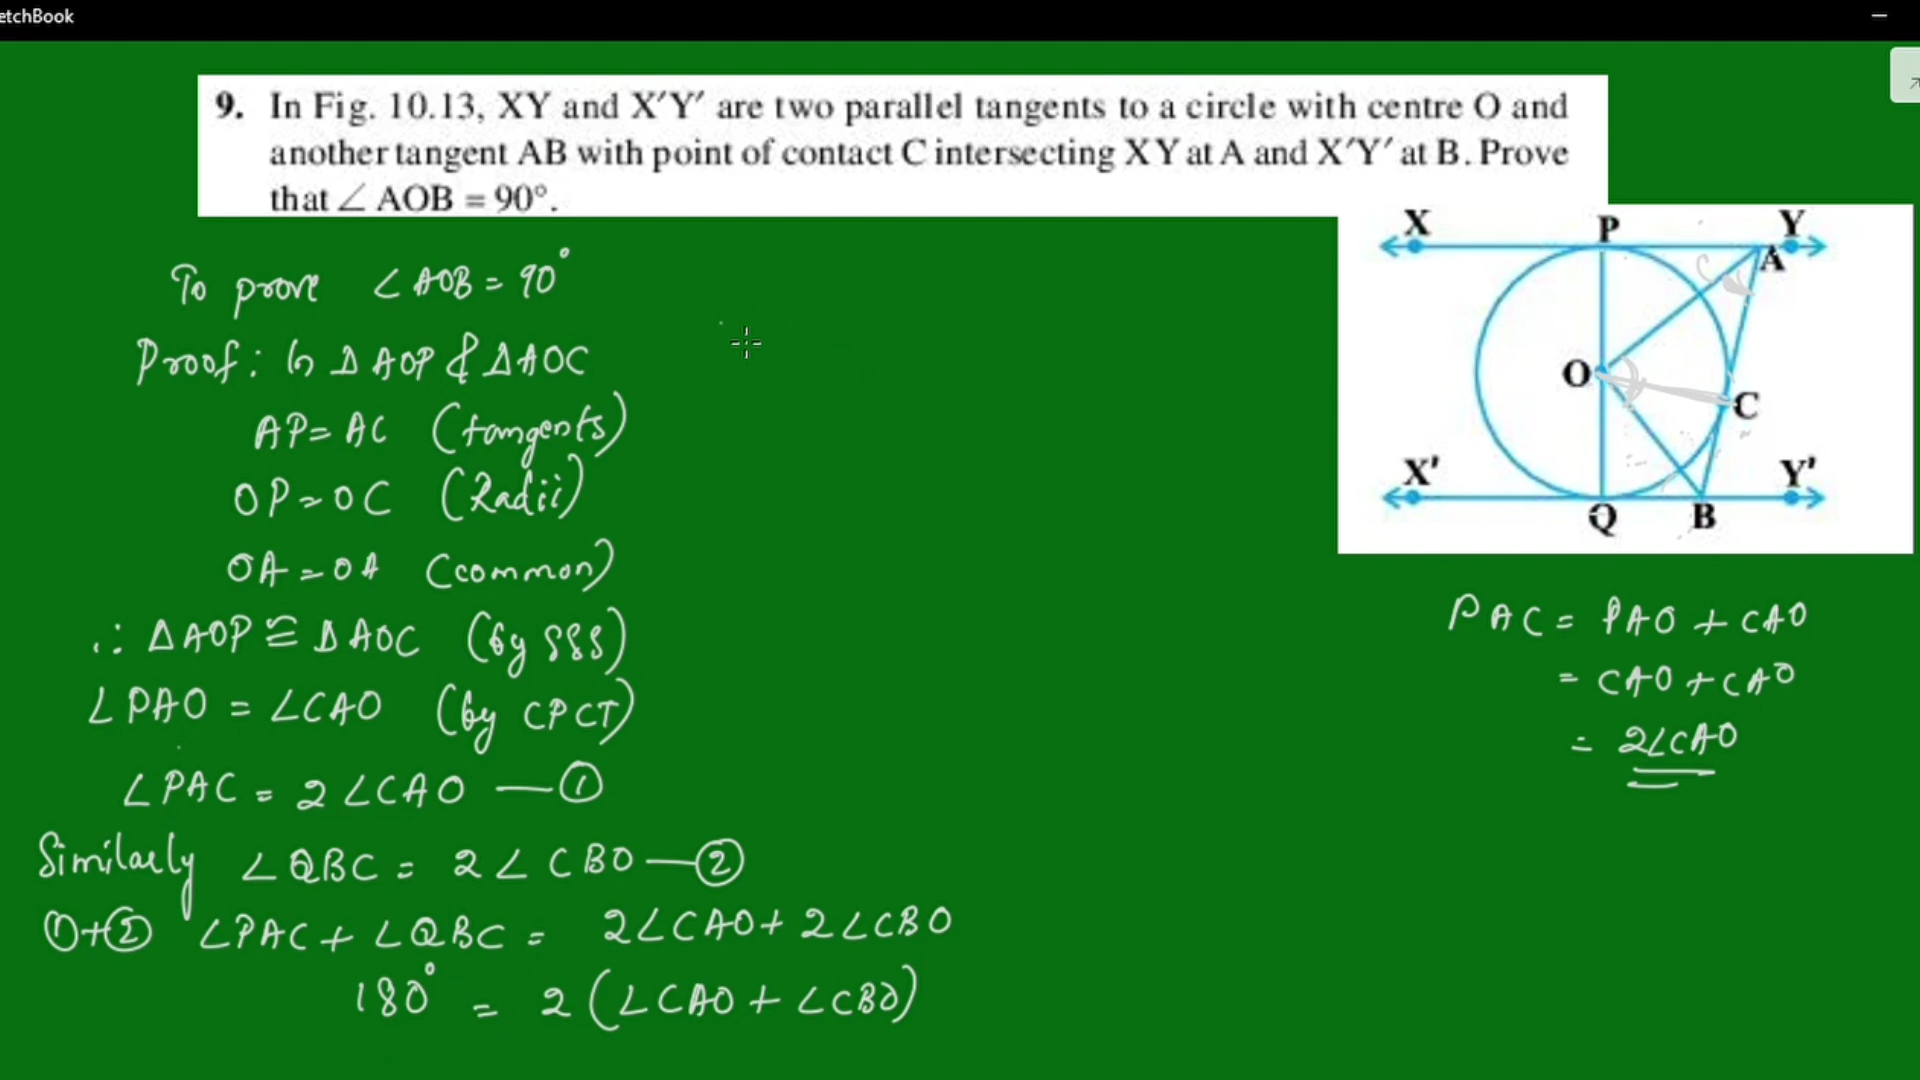 etchBook
9. In Fig. 10.13, XY and X′Y′ are two parallel tangents to a circle with centre O and
another tangent AB with point of contact C intersecting XY at A and X′Y′ at B. Prove
that ∠ AOB = 90°.
X P Y
A
O
C
X' Y'
Q B
To prove ∠AOB = 90°
Proof: In ΔAOP & ΔAOC
AP = AC (tangents)
OP = OC (Radii)
OA = OA (common)
∴ ΔAOP ≅ ΔAOC (by SSS)
∠PAO = ∠CAO (by CPCT)
∠PAC = 2∠CAO — ①
Similarly ∠QBC = 2∠CBO — ②
①+② ∠PAC + ∠QBC = 2∠CAO + 2∠CBO
180° = 2(∠CAO + ∠CBO)
PAC = PAO + CAO
= CAO + CAO
= 2∠CAO